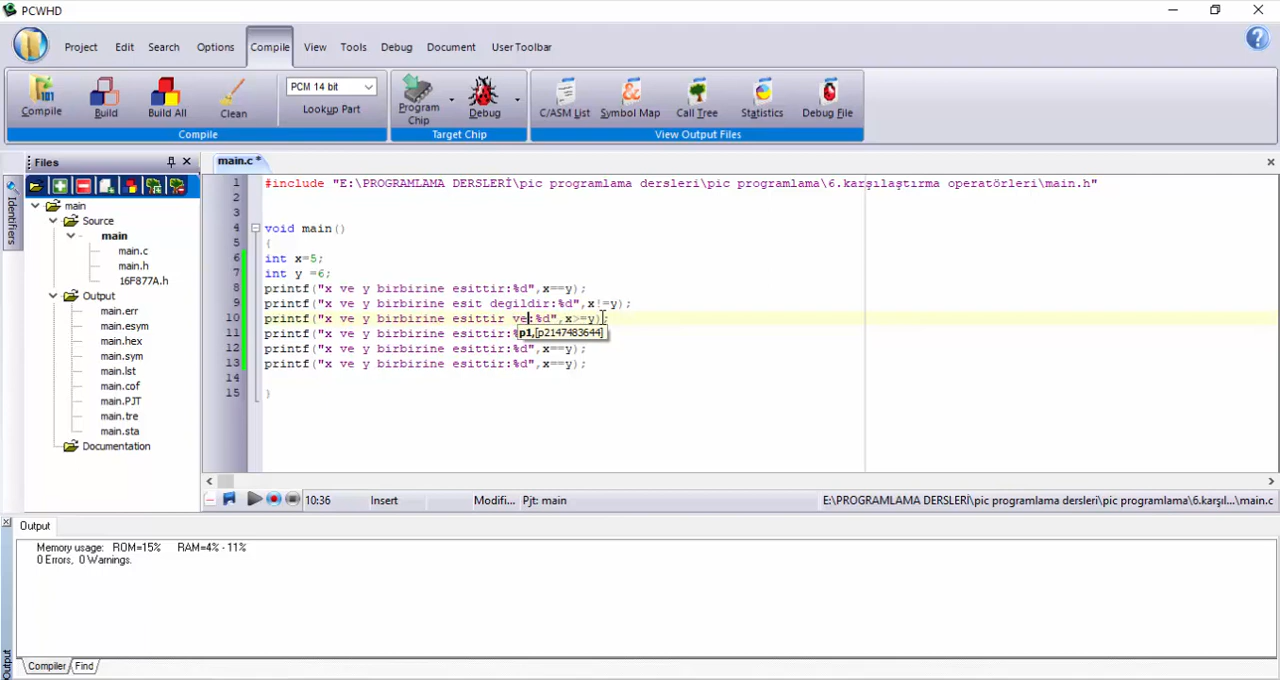 PCWHD
Project Edit Search Options Compile View Tools Debug Document User Toolbar
PCM 14 bit
Compile Build Build All Clean Lookup Part Program Chip Debug C/ASM List Symbol Map Call Tree Statistics Debug File
Compile Target Chip View Output Files
Files
main.c *
Identifiers
main
Source
main
main.c
main.h
16F877A.h
Output
main.err
main.esym
main.hex
main.sym
main.lst
main.cof
main.PJT
main.tre
main.sta
Documentation
1 #include "E:\PROGRAMLAMA DERSLERİ\pic programlama dersleri\pic programlama\6.karşılaştırma operatörleri\main.h"
2
3
4 void main()
5 {
6 int x=5;
7 int y =6;
8 printf("x ve y birbirine esittir:%d",x==y);
9 printf("x ve y birbirine esit degildir:%d",x!=y);
10 printf("x ve y birbirine esittir ve:%d",x>=y);
11 printf("x ve y birbirine esittir:%
p1,[p2147483644]
12 printf("x ve y birbirine esittir:%d",x==y);
13 printf("x ve y birbirine esittir:%d",x==y);
14
15 }
10:36 Insert Modifi... Pjt: main E:\PROGRAMLAMA DERSLERİ\pic programlama dersleri\pic programlama\6.karşıl...\main.c
Output
Output
Memory usage: ROM=15% RAM=4% - 11%
0 Errors, 0 Warnings.
Compiler Find